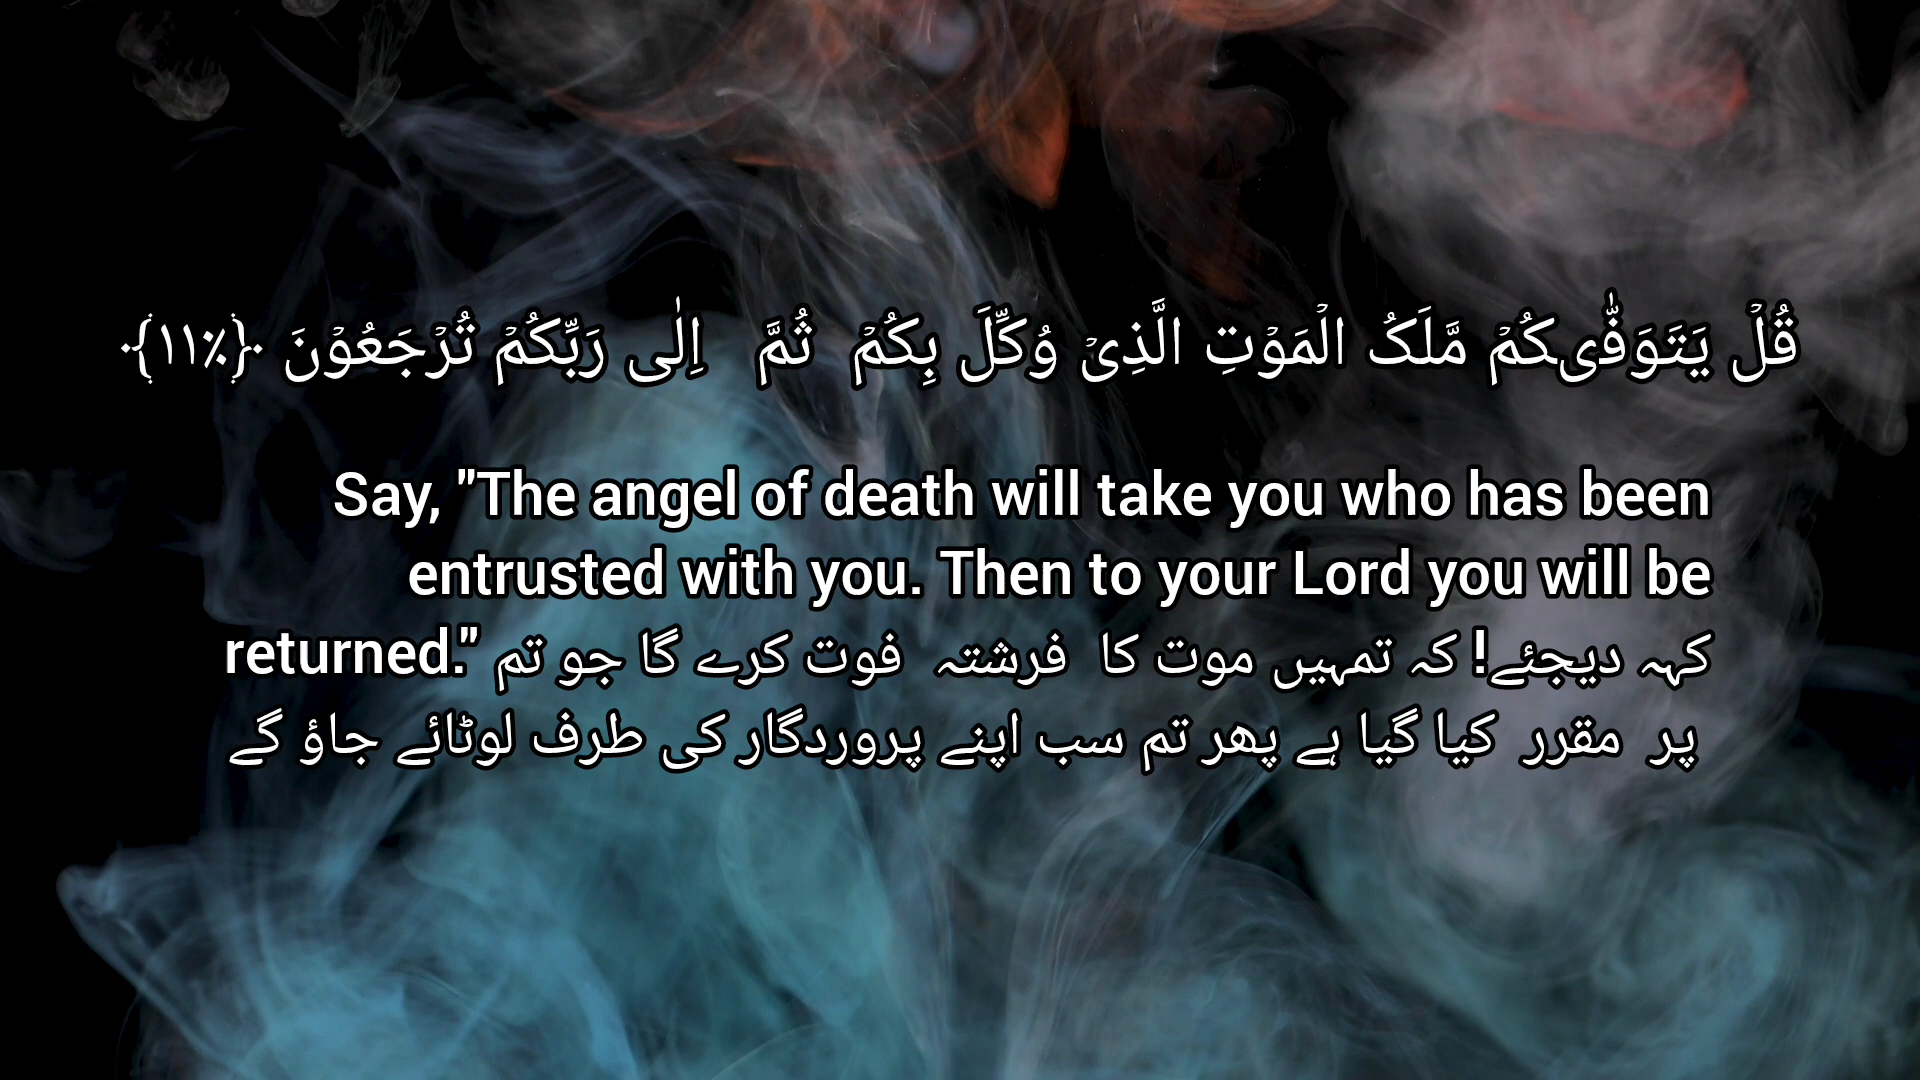 قُلۡ یَتَوَفّٰىکُمۡ مَّلَکُ الۡمَوۡتِ الَّذِیۡ وُکِّلَ بِکُمۡ ثُمَّ اِلٰی رَبِّکُمۡ تُرۡجَعُوۡنَ ﴿٪۱۱﴾
Say, "The angel of death will take you who has been
entrusted with you. Then to your Lord you will be
returned." کہہ دیجئے! کہ تمہیں موت کا فرشتہ فوت کرے گا جو تم
پر مقرر کیا گیا ہے پھر تم سب اپنے پروردگار کی طرف لوٹائے جاؤ گے